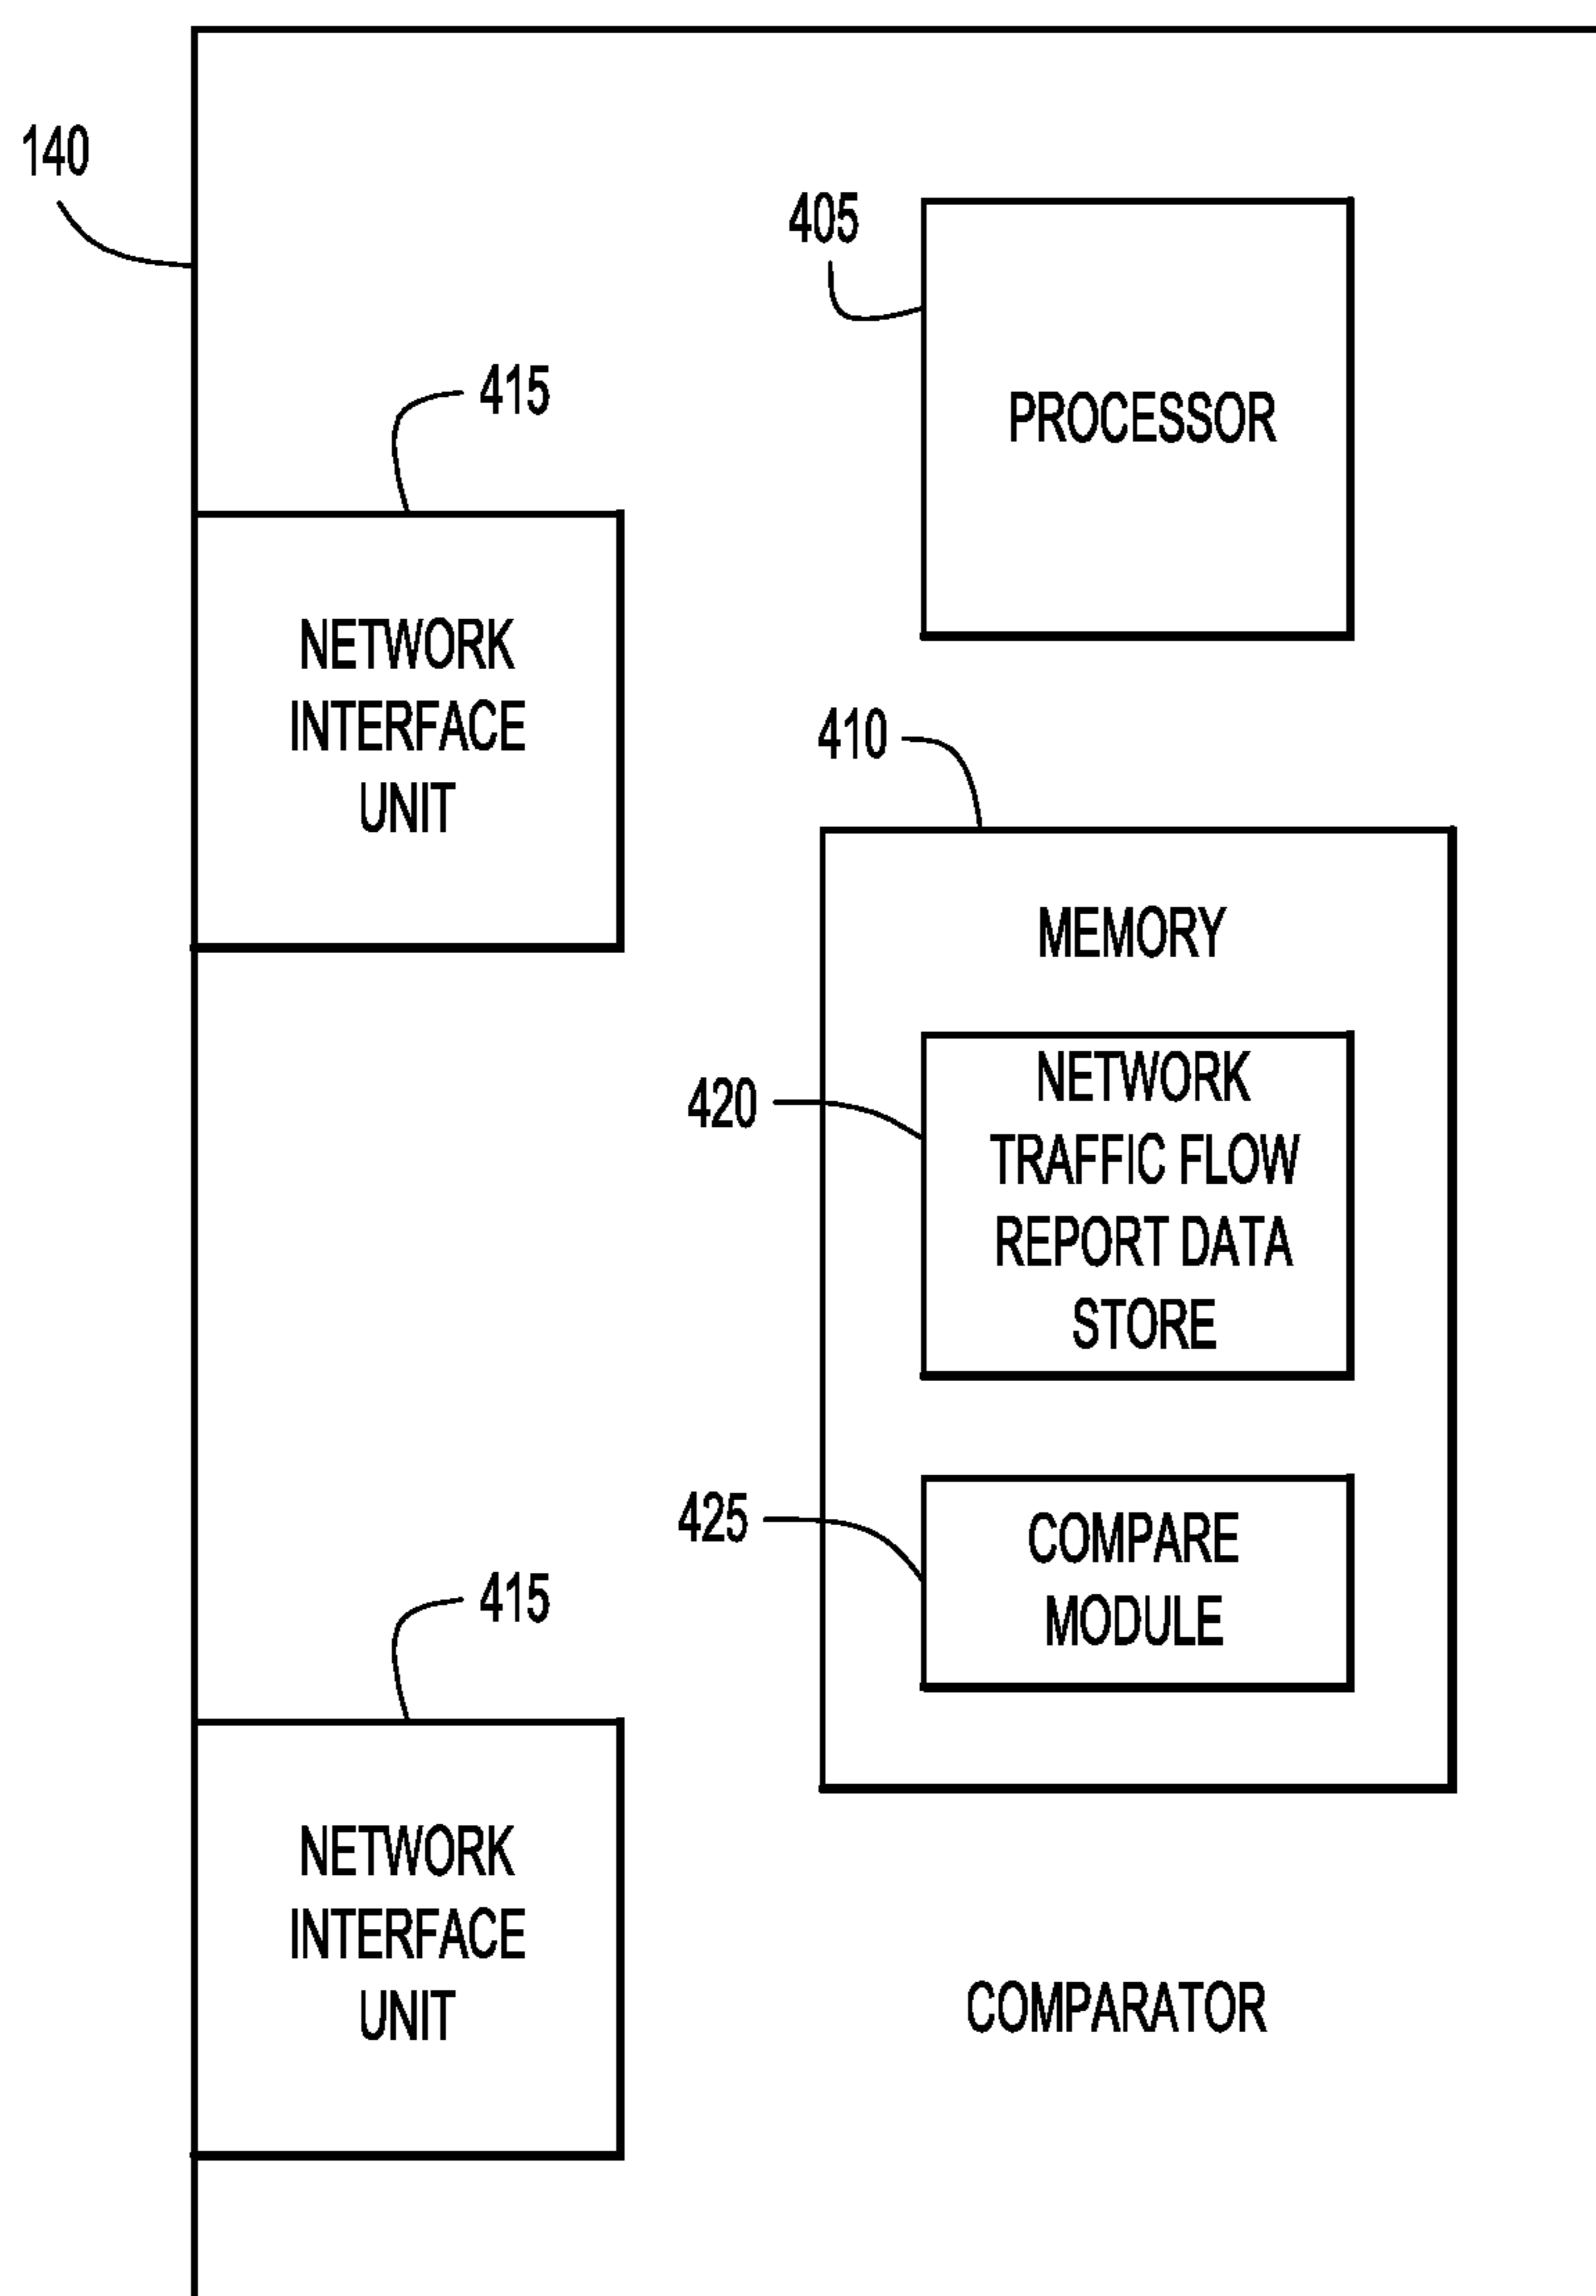 140
405
PROCESSOR
415
NETWORK
INTERFACE
UNIT
410
MEMORY
420
NETWORK
TRAFFIC FLOW
REPORT DATA
STORE
425
COMPARE
MODULE
415
NETWORK
INTERFACE
UNIT
COMPARATOR